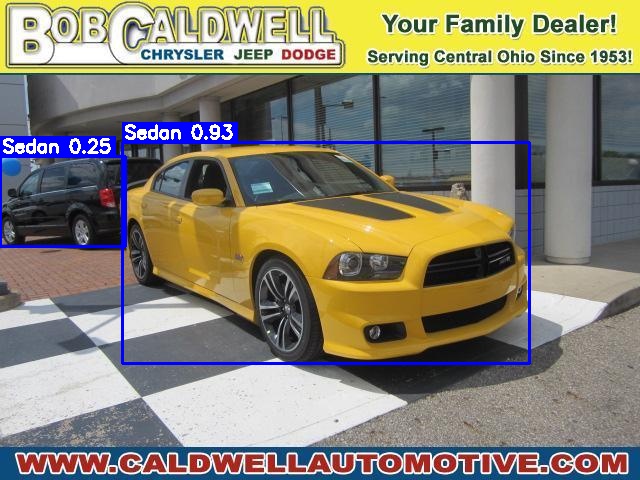 BOB CALDWELL
CHRYSLER JEEP DODGE
Your Family Dealer!
Serving Central Ohio Since 1953!
Sedan 0.93
Sedan 0.25
WWW.CALDWELLAUTOMOTIVE.COM